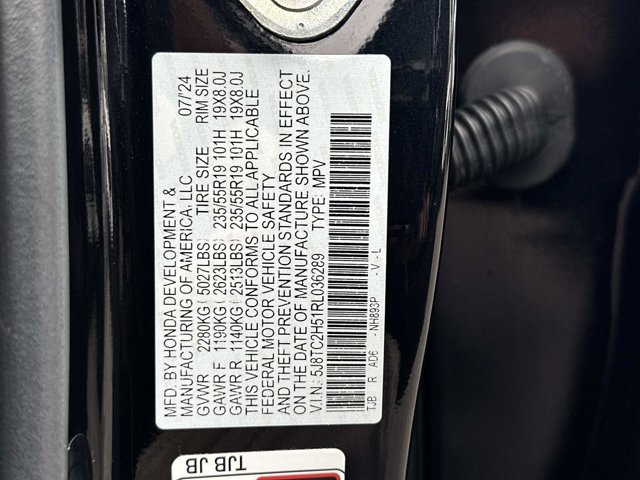 MFD. BY HONDA DEVELOPMENT &
MANUFACTURING OF AMERICA, LLC 07/'24
GVWR 2280KG( 5027LBS) TIRE SIZE RIM SIZE
GAWR F 1190KG( 2623LBS) 235/55R19 101H 19X8.0J
GAWR R 1140KG( 2513LBS) 235/55R19 101H 19X8.0J
THIS VEHICLE CONFORMS TO ALL APPLICABLE
FEDERAL MOTOR VEHICLE SAFETY
AND THEFT PREVENTION STANDARDS IN EFFECT
ON THE DATE OF MANUFACTURE SHOWN ABOVE.
V.I.N.: 5J8TC2H51RL036289 TYPE: MPV
TJB R AD6 -NH893P -V-L
TJB JB